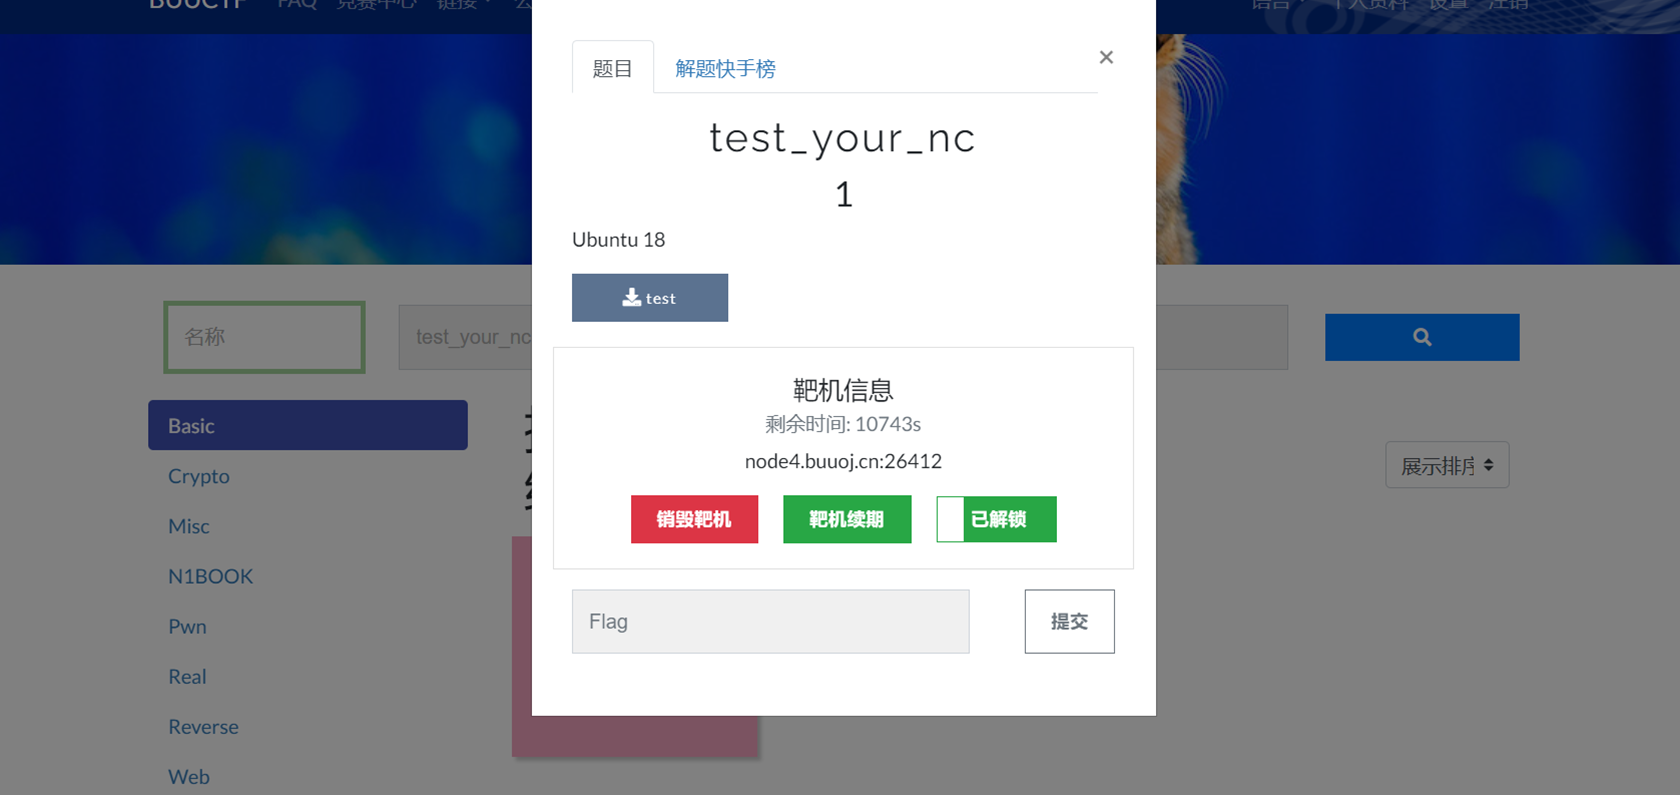 BUUCTF FAQ 竞赛中心 链接
语言 个人资料 设置 注销
题目 解题快手榜 ×
test_your_nc
1
Ubuntu 18
test
名称 test_your_nc
靶机信息
剩余时间: 10743s
node4.buuoj.cn:26412
销毁靶机 靶机续期 已解锁
展示排序
Flag 提交
Basic
Crypto
Misc
N1BOOK
Pwn
Real
Reverse
Web